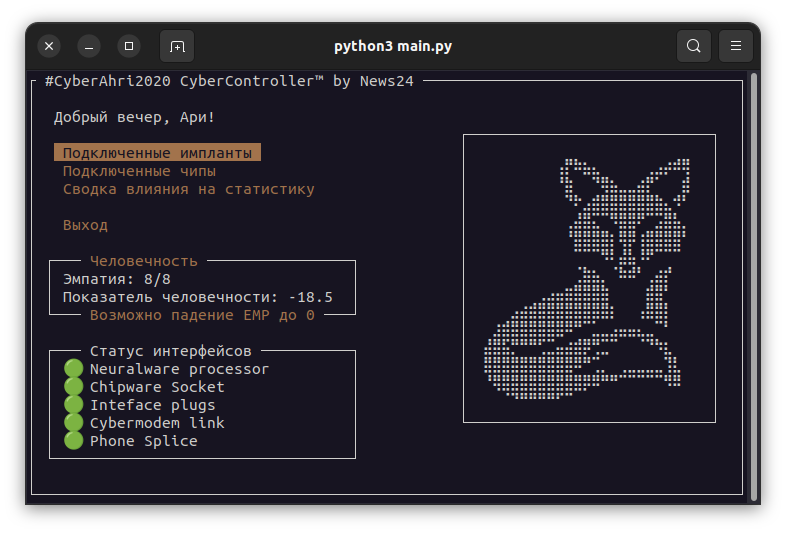 python3 main.py
#CyberAhri2020 CyberController™ by News24
Добрый вечер, Ари!
Подключенные импланты
Подключенные чипы
Сводка влияния на статистику
Выход
Человечность
Эмпатия: 8/8
Показатель человечности: -18.5
Возможно падение EMP до 0
Статус интерфейсов
Neuralware processor
Chipware Socket
Inteface plugs
Cybermodem link
Phone Splice